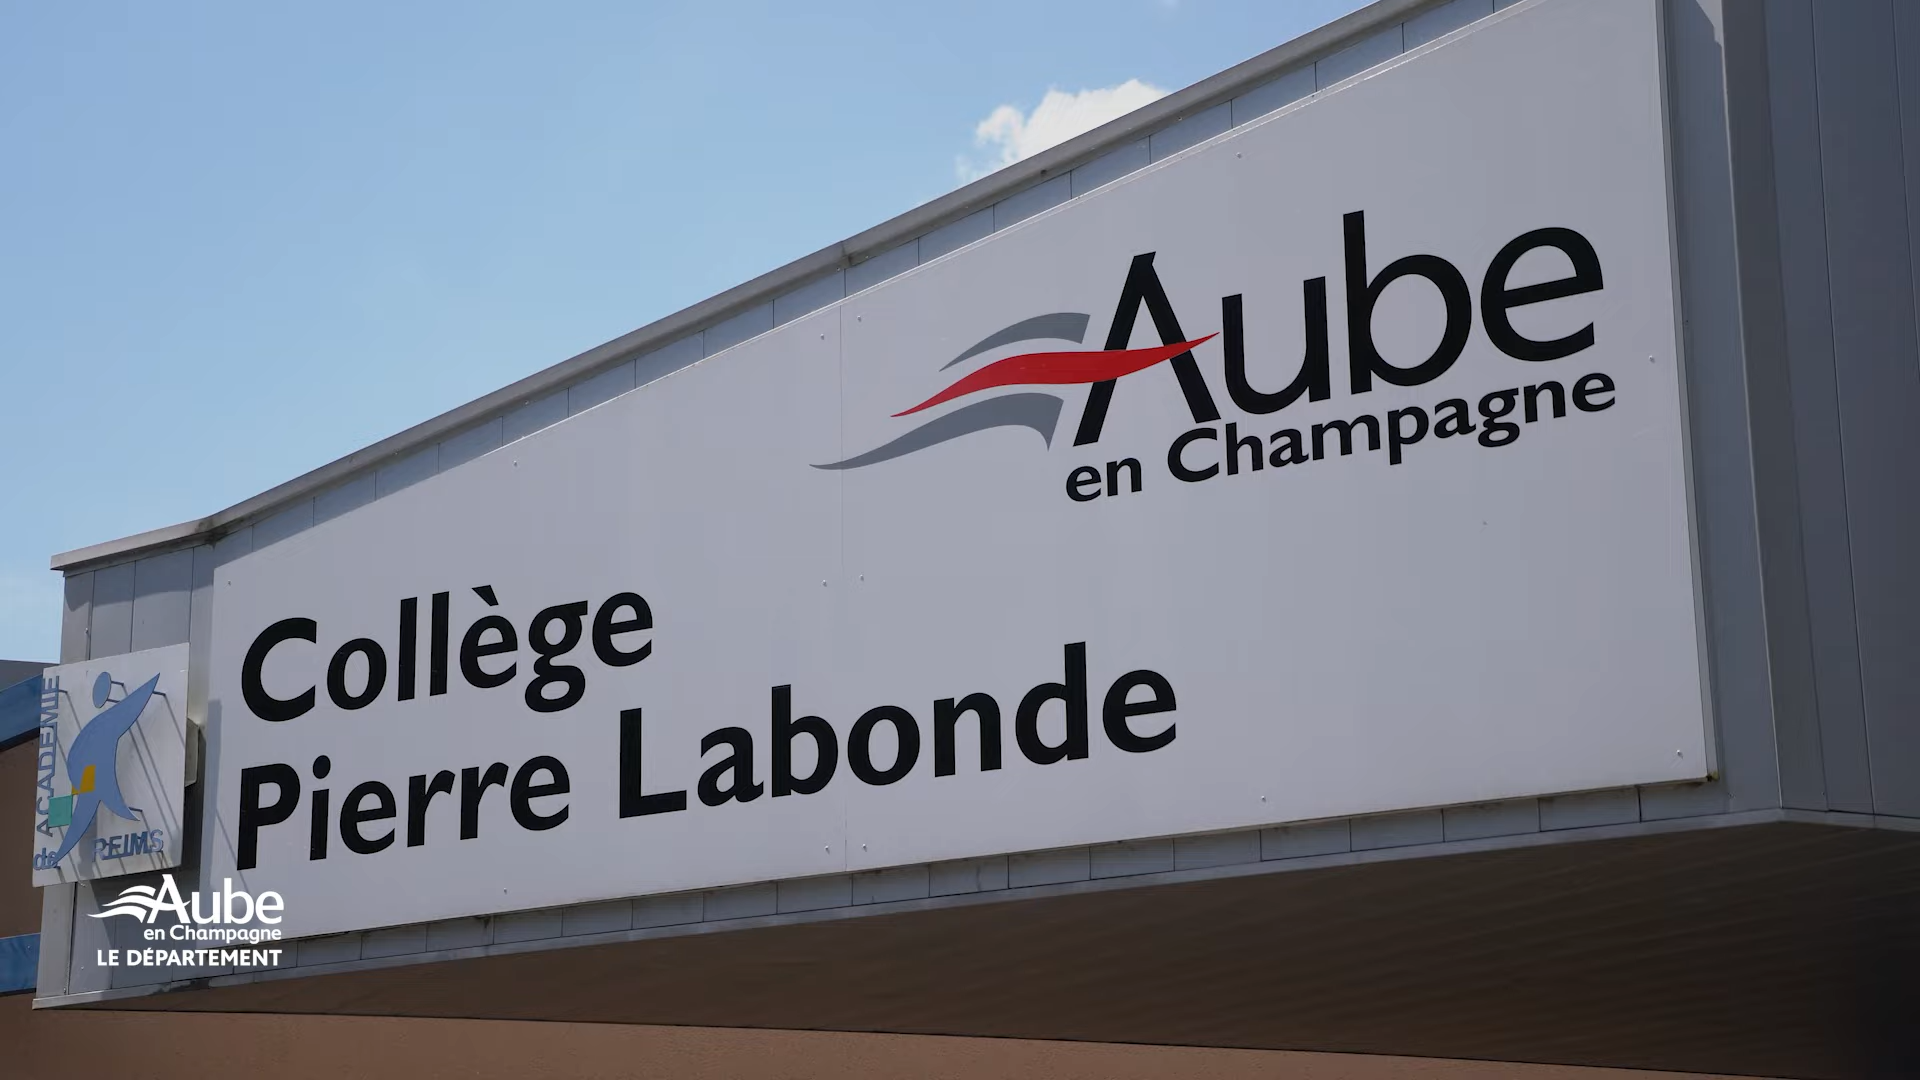 Aube
en Champagne
Collège
Pierre Labonde
ACADEMIE
de REIMS
Aube
en Champagne
LE DÉPARTEMENT